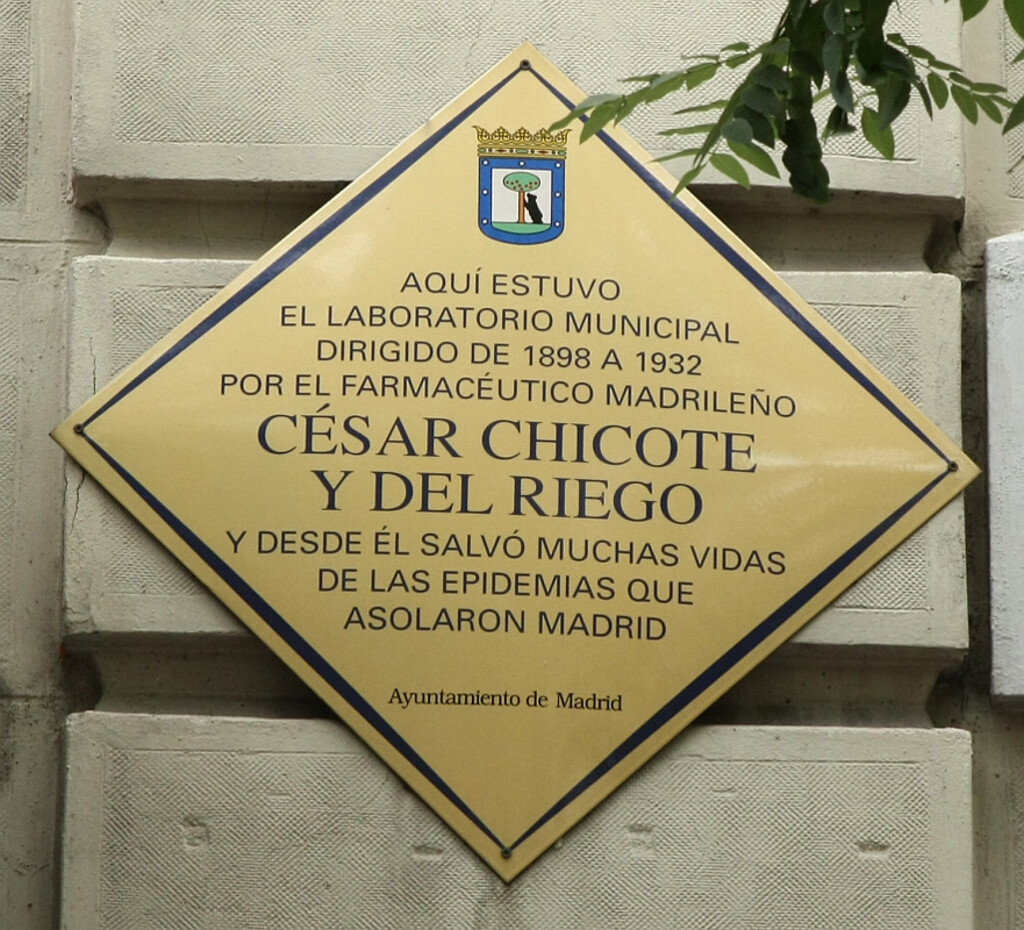 AQUÍ ESTUVO
EL LABORATORIO MUNICIPAL
DIRIGIDO DE 1898 A 1932
POR EL FARMACÉUTICO MADRILEÑO
CÉSAR CHICOTE
Y DEL RIEGO
Y DESDE ÉL SALVÓ MUCHAS VIDAS
DE LAS EPIDEMIAS QUE
ASOLARON MADRID
Ayuntamiento de Madrid